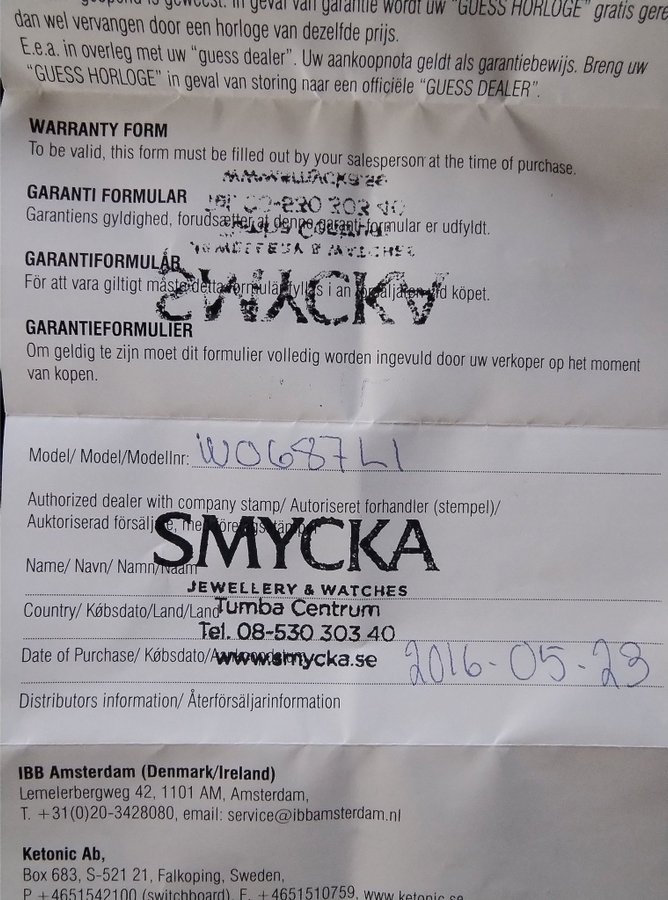 geval van garantie wordt uw "GUESS HORLOGE" gratis
dan wel vervangen door een horloge van dezelfde prijs.
E.e.a. in overleg met uw "guess dealer". Uw aankoopnota geldt als garantiebewijs. Breng uw
"GUESS HORLOGE" in geval van storing naar een officiële "GUESS DEALER".
WARRANTY FORM
To be valid, this form must be filled out by your salesperson at the time of purchase.
GARANTI FORMULAR
Garantiens gyldighed, forudsætter at denne garanti formular er udfyldt.
GARANTIFORMULÄR
För att vara giltigt måste detta formulär fyllas i an försäljaren vid köpet.
GARANTIEFORMULIER
Om geldig te zijn moet dit formulier volledig worden ingevuld door uw verkoper op het moment
van kopen.
Model/ Model/Modellnr: W0687L1
Authorized dealer with company stamp/ Autoriseret forhandler (stempel)/
Auktoriserad försäljare, med företagsstämpel
SMYCKA
Name/ Navn/ Namn/Naam
JEWELLERY & WATCHES
Country/ Købsdato/Land/Land
Tumba Centrum
Tel. 08-530 303 40
Date of Purchase/ Købsdato/
www.smycka.se
2016-05-23
Distributors information/ Återförsäljarinformation
IBB Amsterdam (Denmark/Ireland)
Lemelerbergweg 42, 1101 AM, Amsterdam,
T. +31(0)20-3428080, email: service@ibbamsterdam.nl
Ketonic Ab,
Box 683, S-521 21, Falkoping, Sweden,
P +4651542100 (switchboard), F. +4651510759, www.ketonic.se